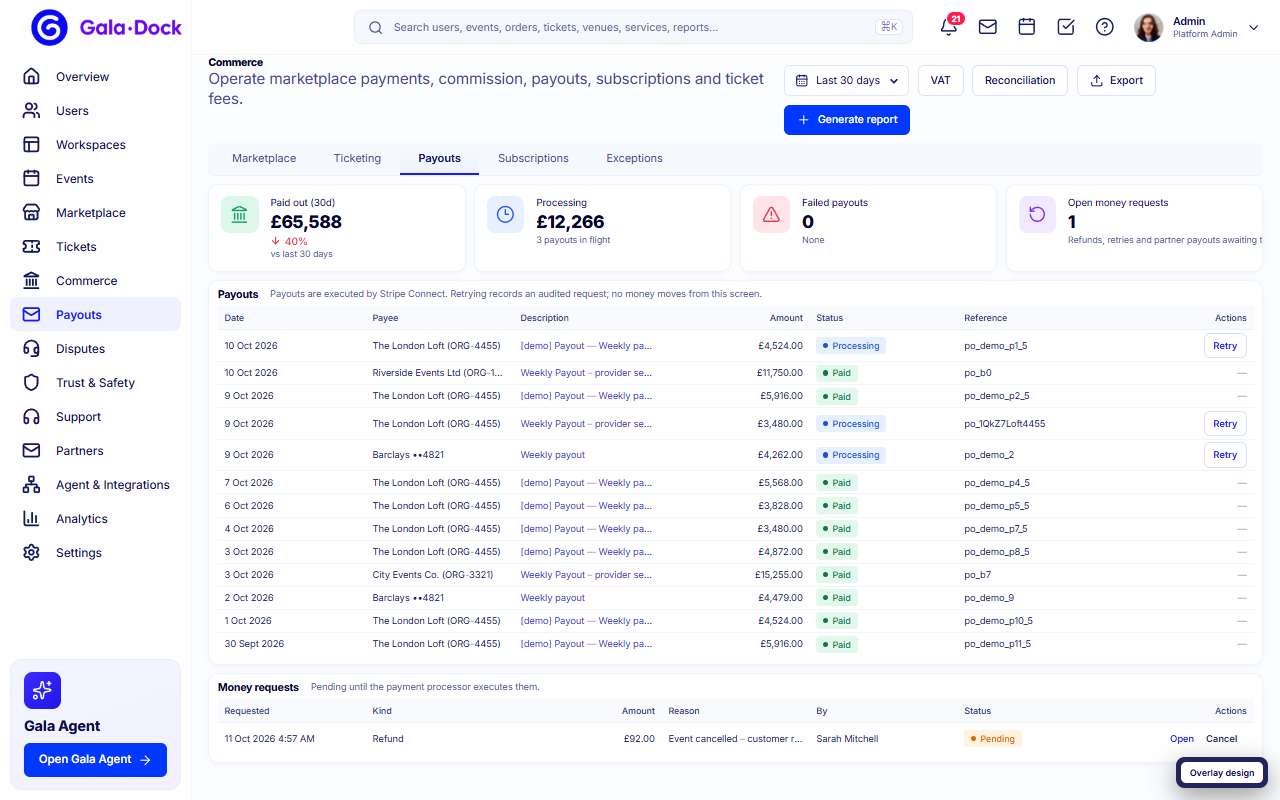 Gala·Dock
Search users, events, orders, tickets, venues, services, reports...
⌘K
21
Admin
Platform Admin
Overview
Users
Workspaces
Events
Marketplace
Tickets
Commerce
Payouts
Disputes
Trust & Safety
Support
Partners
Agent & Integrations
Analytics
Settings
Gala Agent
Open Gala Agent →
Commerce
Operate marketplace payments, commission, payouts, subscriptions and ticket
fees.
Last 30 days
VAT
Reconciliation
Export
+ Generate report
Marketplace Ticketing Payouts Subscriptions Exceptions
Paid out (30d)
£65,588
↓ 40%
vs last 30 days
Processing
£12,266
3 payouts in flight
Failed payouts
0
None
Open money requests
1
Refunds, retries and partner payouts awaiting t
Payouts Payouts are executed by Stripe Connect. Retrying records an audited request; no money moves from this screen.
Date Payee Description Amount Status Reference Actions
10 Oct 2026 The London Loft (ORG-4455) [demo] Payout — Weekly pa... £4,524.00 Processing po_demo_p1_5 Retry
10 Oct 2026 Riverside Events Ltd (ORG-1... Weekly Payout – provider se... £11,750.00 Paid po_b0 —
9 Oct 2026 The London Loft (ORG-4455) [demo] Payout — Weekly pa... £5,916.00 Paid po_demo_p2_5 —
9 Oct 2026 The London Loft (ORG-4455) Weekly Payout – provider se... £3,480.00 Processing po_1QkZ7Loft4455 Retry
9 Oct 2026 Barclays ••4821 Weekly payout £4,262.00 Processing po_demo_2 Retry
7 Oct 2026 The London Loft (ORG-4455) [demo] Payout — Weekly pa... £5,568.00 Paid po_demo_p4_5 —
6 Oct 2026 The London Loft (ORG-4455) [demo] Payout — Weekly pa... £3,828.00 Paid po_demo_p5_5 —
4 Oct 2026 The London Loft (ORG-4455) [demo] Payout — Weekly pa... £3,480.00 Paid po_demo_p7_5 —
3 Oct 2026 The London Loft (ORG-4455) [demo] Payout — Weekly pa... £4,872.00 Paid po_demo_p8_5 —
3 Oct 2026 City Events Co. (ORG-3321) Weekly Payout – provider se... £15,255.00 Paid po_b7 —
2 Oct 2026 Barclays ••4821 Weekly payout £4,479.00 Paid po_demo_9 —
1 Oct 2026 The London Loft (ORG-4455) [demo] Payout — Weekly pa... £4,524.00 Paid po_demo_p10_5 —
30 Sept 2026 The London Loft (ORG-4455) [demo] Payout — Weekly pa... £5,916.00 Paid po_demo_p11_5 —
Money requests Pending until the payment processor executes them.
Requested Kind Amount Reason By Status Actions
11 Oct 2026 4:57 AM Refund £92.00 Event cancelled – customer r... Sarah Mitchell Pending Open Cancel
Overlay design